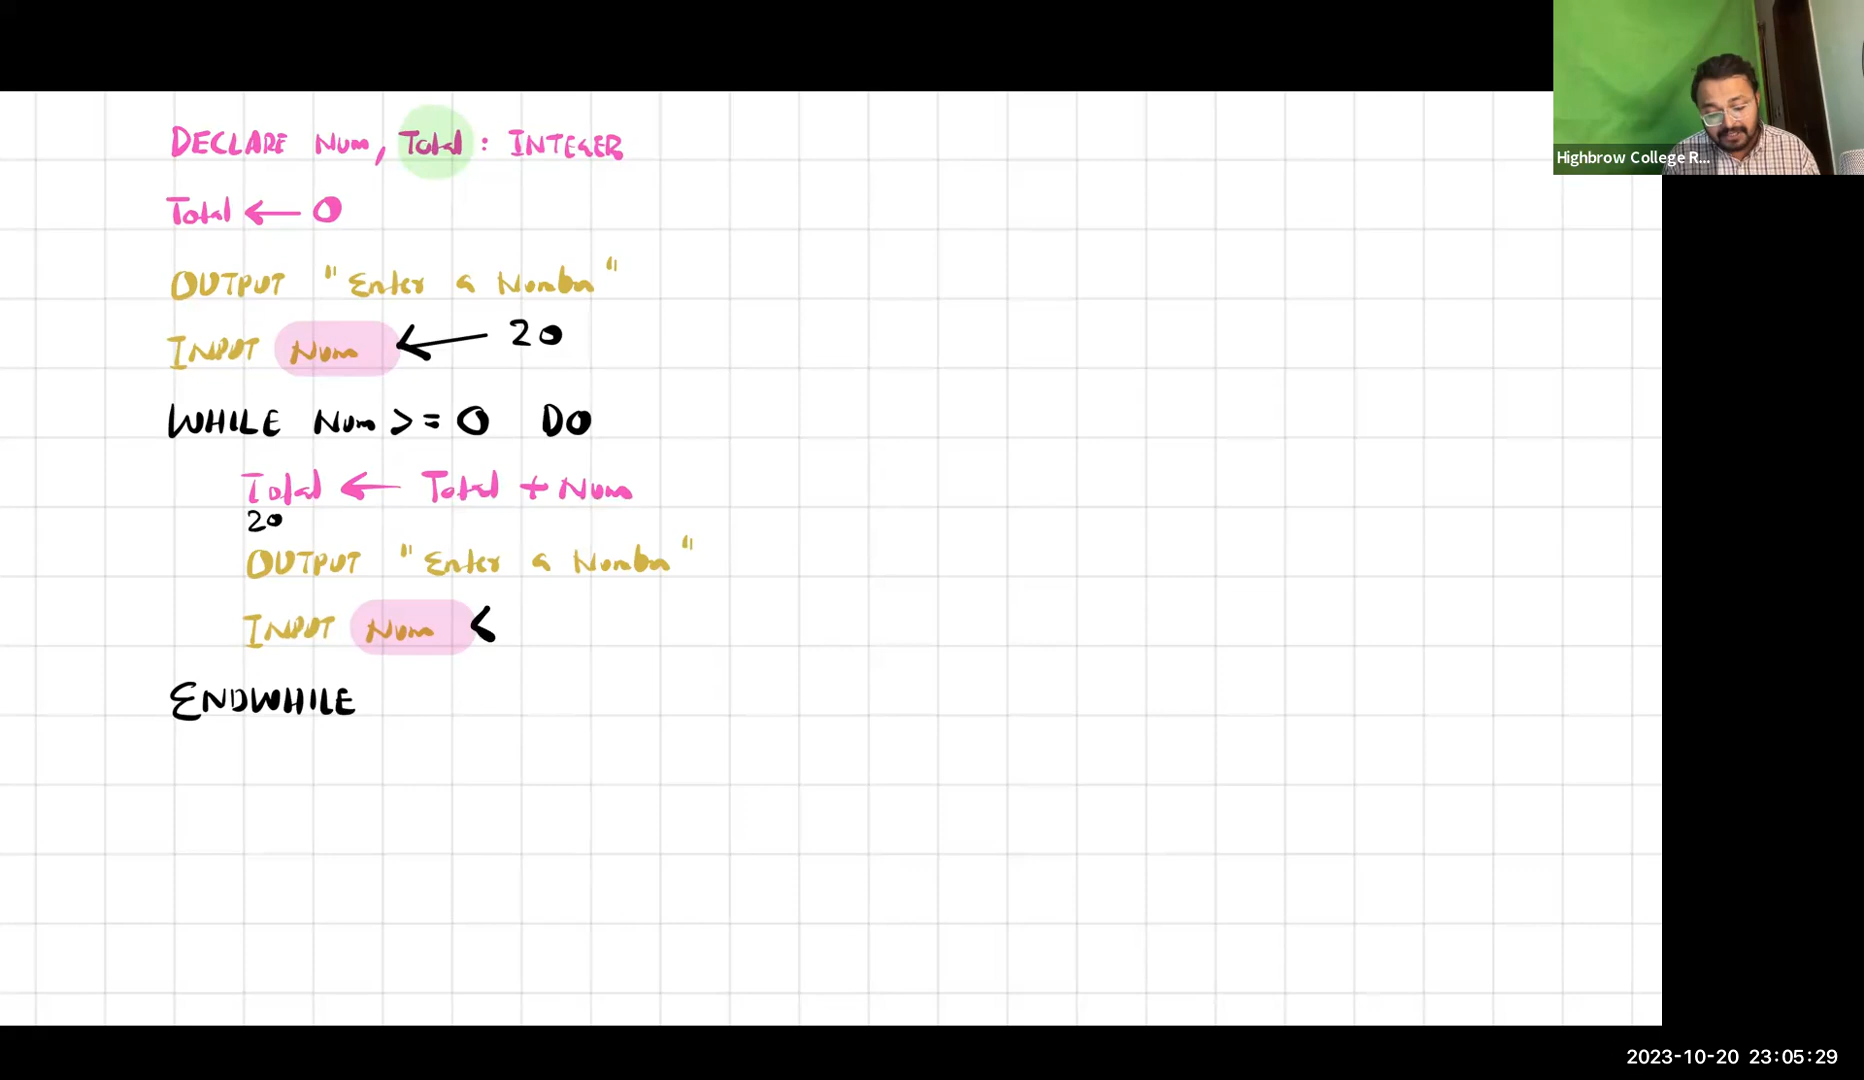 DECLARE Num, Total : INTEGER
Total ← 0
OUTPUT "Enter a Number"
INPUT Num ← 20
WHILE Num >= 0 DO
Total ← Total + Num
20
OUTPUT "Enter a Number"
INPUT Num <
ENDWHILE
Highbrow College R...
2023-10-20 23:05:29